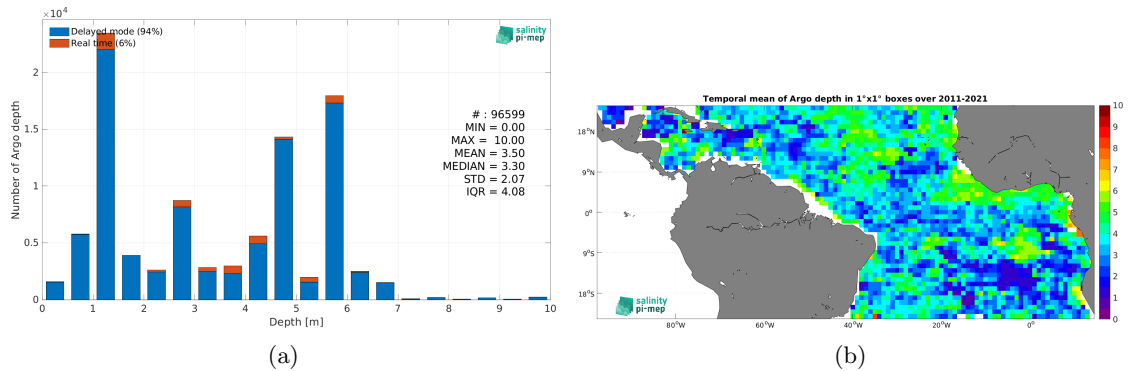 ×10⁴
Delayed mode (94%)
Real time (6%)
salinity
pi-mep
Number of Argo depth
2
1.5
1
0.5
0
# : 96599
MIN = 0.00
MAX = 10.00
MEAN = 3.50
MEDIAN = 3.30
STD = 2.07
IQR = 4.08
0 1 2 3 4 5 6 7 8 9 10
Depth [m]
(a)
Temporal mean of Argo depth in 1°x1° boxes over 2011-2021
18°N
9°N
0°
9°S
18°S
80°W 60°W 40°W 20°W 0°
salinity
pi-mep
10
9
8
7
6
5
4
3
2
1
0
(b)